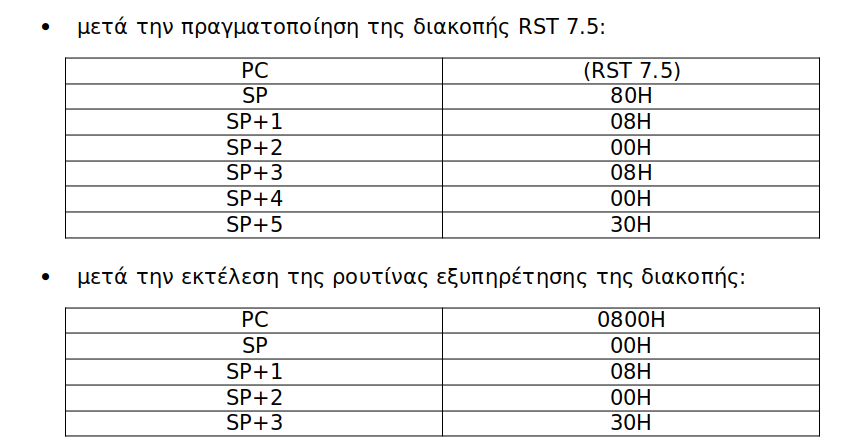 • μετά την πραγματοποίηση της διακοπής RST 7.5:
PC (RST 7.5)
SP 80H
SP+1 08H
SP+2 00H
SP+3 08H
SP+4 00H
SP+5 30H
• μετά την εκτέλεση της ρουτίνας εξυπηρέτησης της διακοπής:
PC 0800H
SP 00H
SP+1 08H
SP+2 00H
SP+3 30H